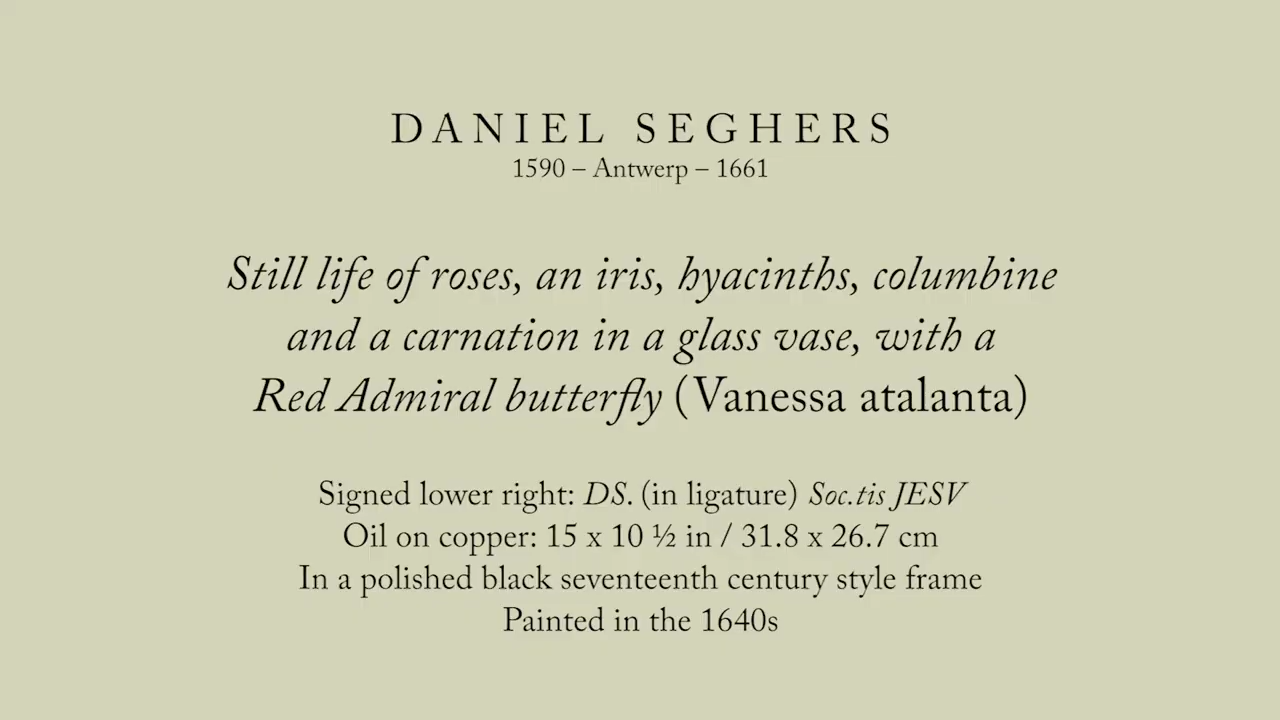 DANIEL SEGHERS
1590 – Antwerp – 1661
Still life of roses, an iris, hyacinths, columbine
and a carnation in a glass vase, with a
Red Admiral butterfly (Vanessa atalanta)
Signed lower right: DS. (in ligature) Soc.tis JESV
Oil on copper: 15 x 10 ½ in / 31.8 x 26.7 cm
In a polished black seventeenth century style frame
Painted in the 1640s